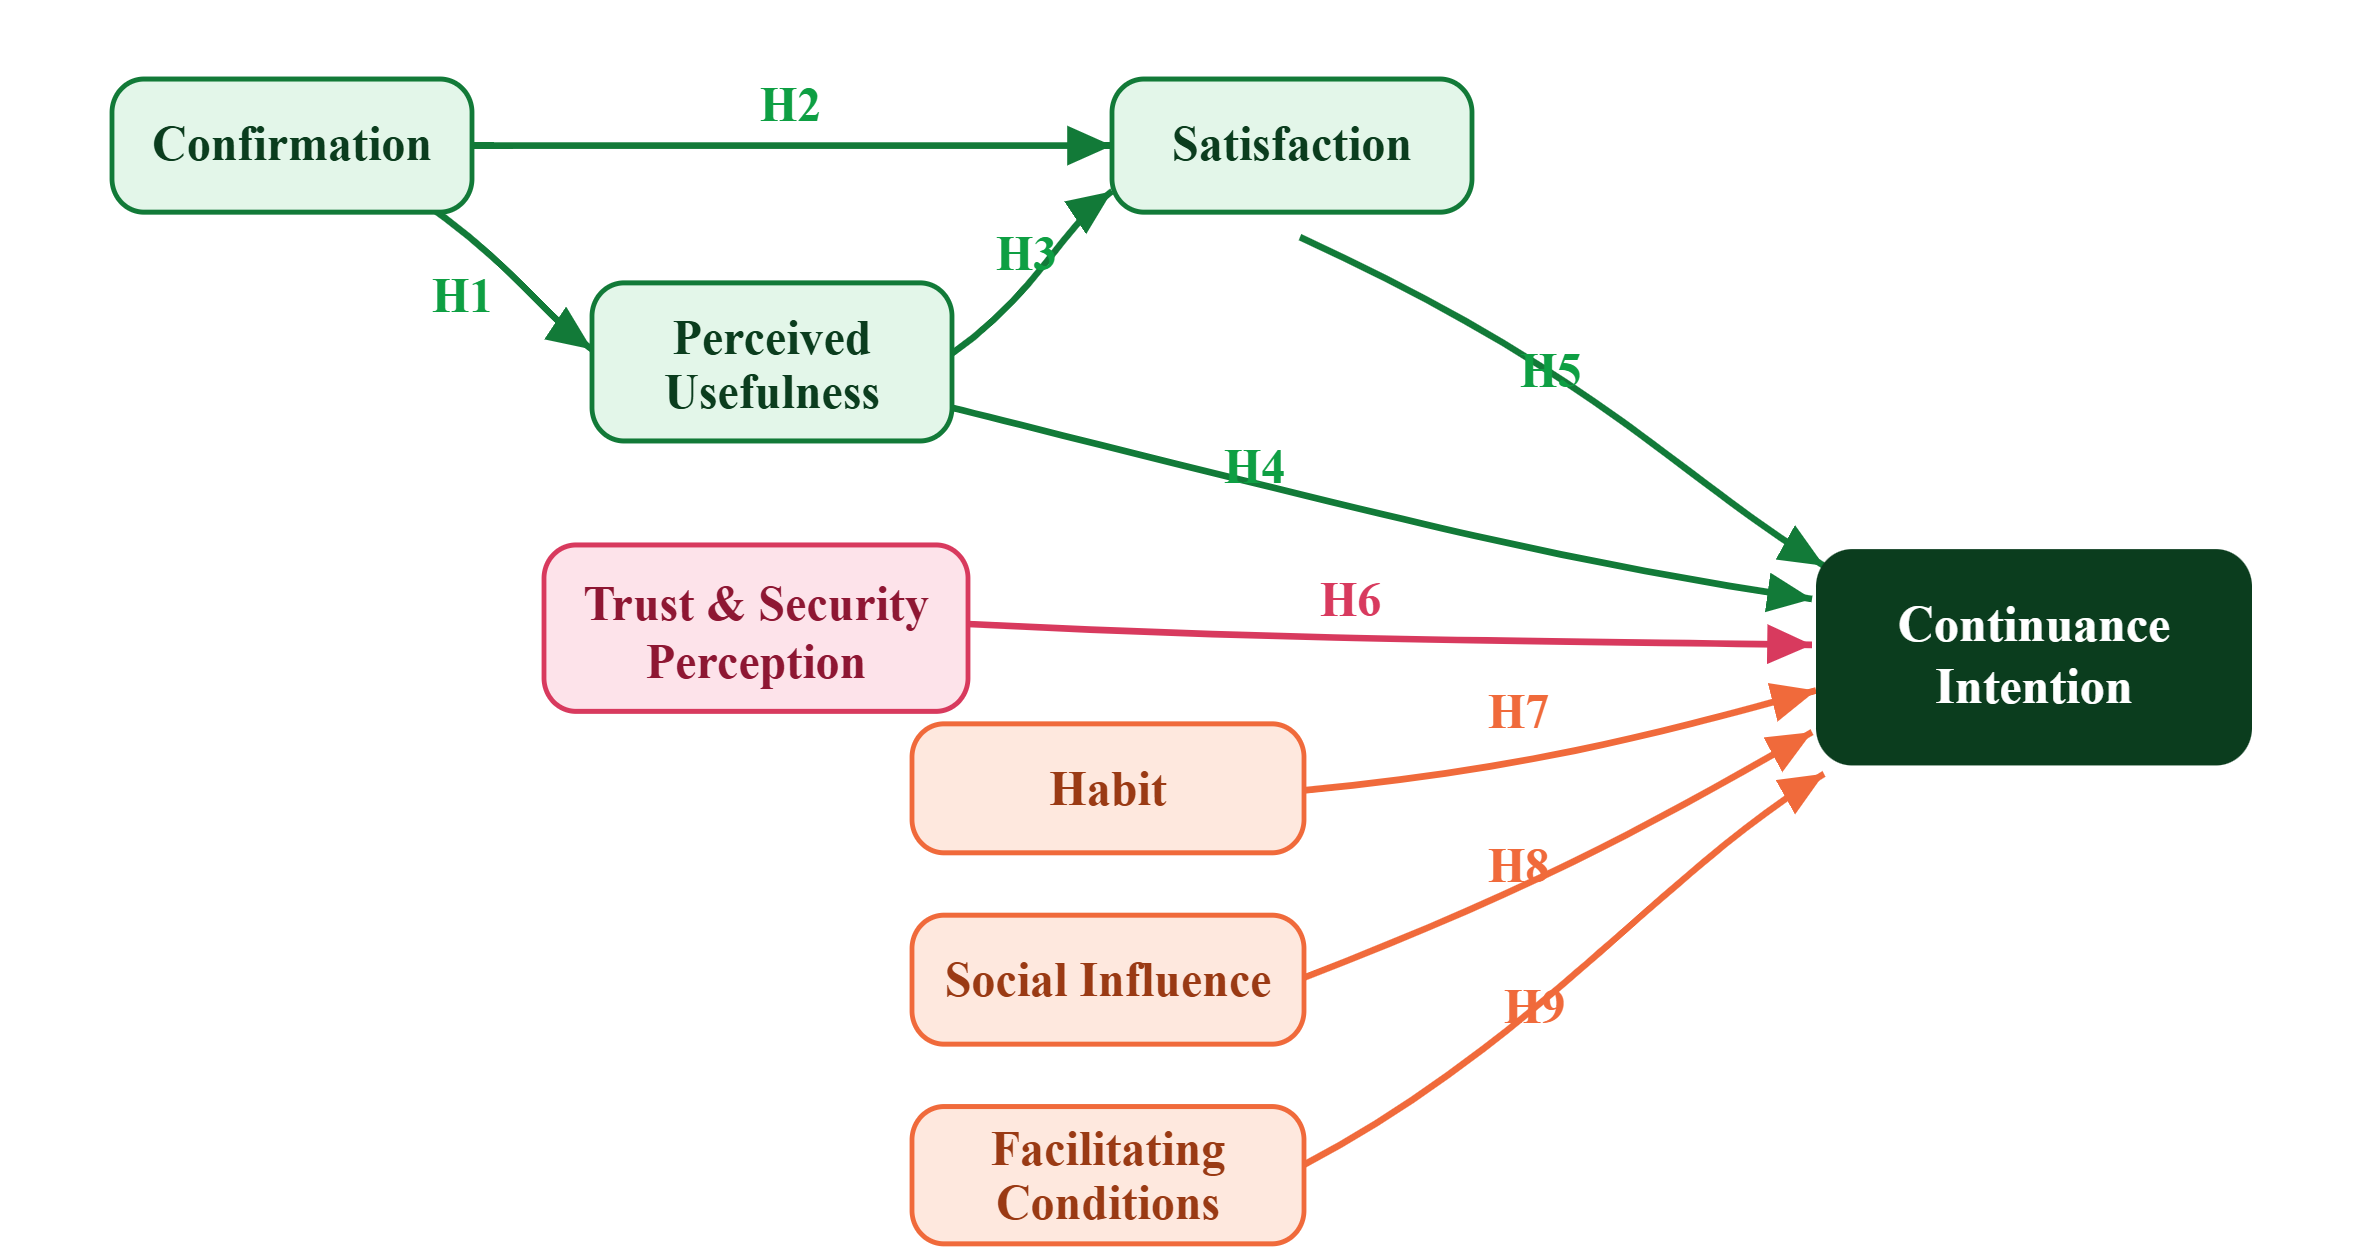 H2
Confirmation
Satisfaction
H3
H1
Perceived
Usefulness
H5
H4
Trust & Security
Perception
H6
Continuance
Intention
H7
Habit
H8
Social Influence
H9
Facilitating
Conditions